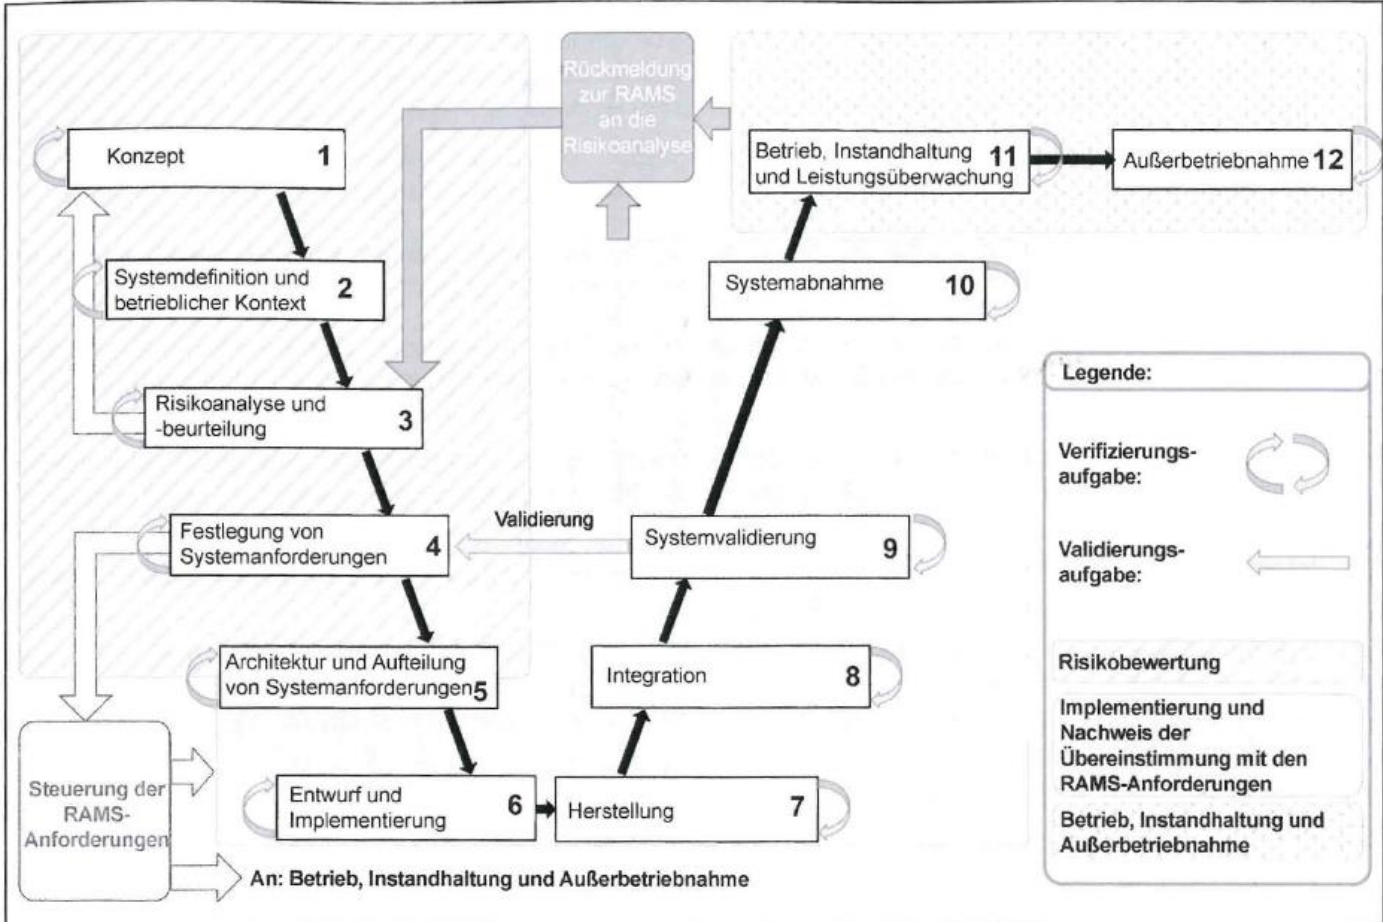 Rückmeldung
zur RAMS
an die
Risikoanalyse
Konzept 1
Betrieb, Instandhaltung 11
und Leistungsüberwachung
Außerbetriebnahme 12
Systemdefinition und
betrieblicher Kontext 2
Systemabnahme 10
Risikoanalyse und
-beurteilung 3
Festlegung von
Systemanforderungen 4
Validierung
Systemvalidierung 9
Architektur und Aufteilung
von Systemanforderungen 5
Integration 8
Entwurf und
Implementierung 6
Herstellung 7
Steuerung der
RAMS-
Anforderungen
An: Betrieb, Instandhaltung und Außerbetriebnahme
Legende:
Verifizierungs-
aufgabe:
Validierungs-
aufgabe:
Risikobewertung
Implementierung und
Nachweis der
Übereinstimmung mit den
RAMS-Anforderungen
Betrieb, Instandhaltung und
Außerbetriebnahme